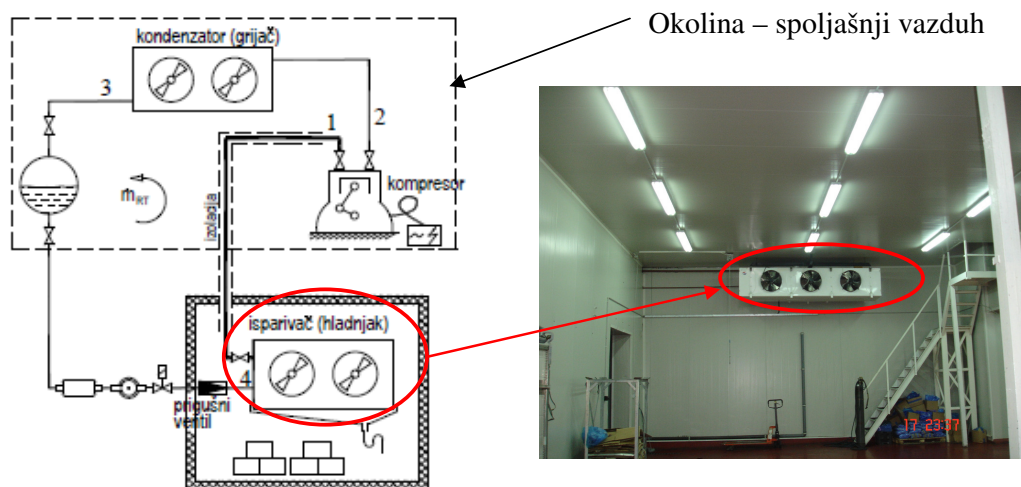 Okolina – spoljašnji vazduh
kondenzator (grijač)
3
2
1
kompresor
ṁRT
izolacija
isparivač (hladnjak)
4
prigušni
ventil
17 23:37